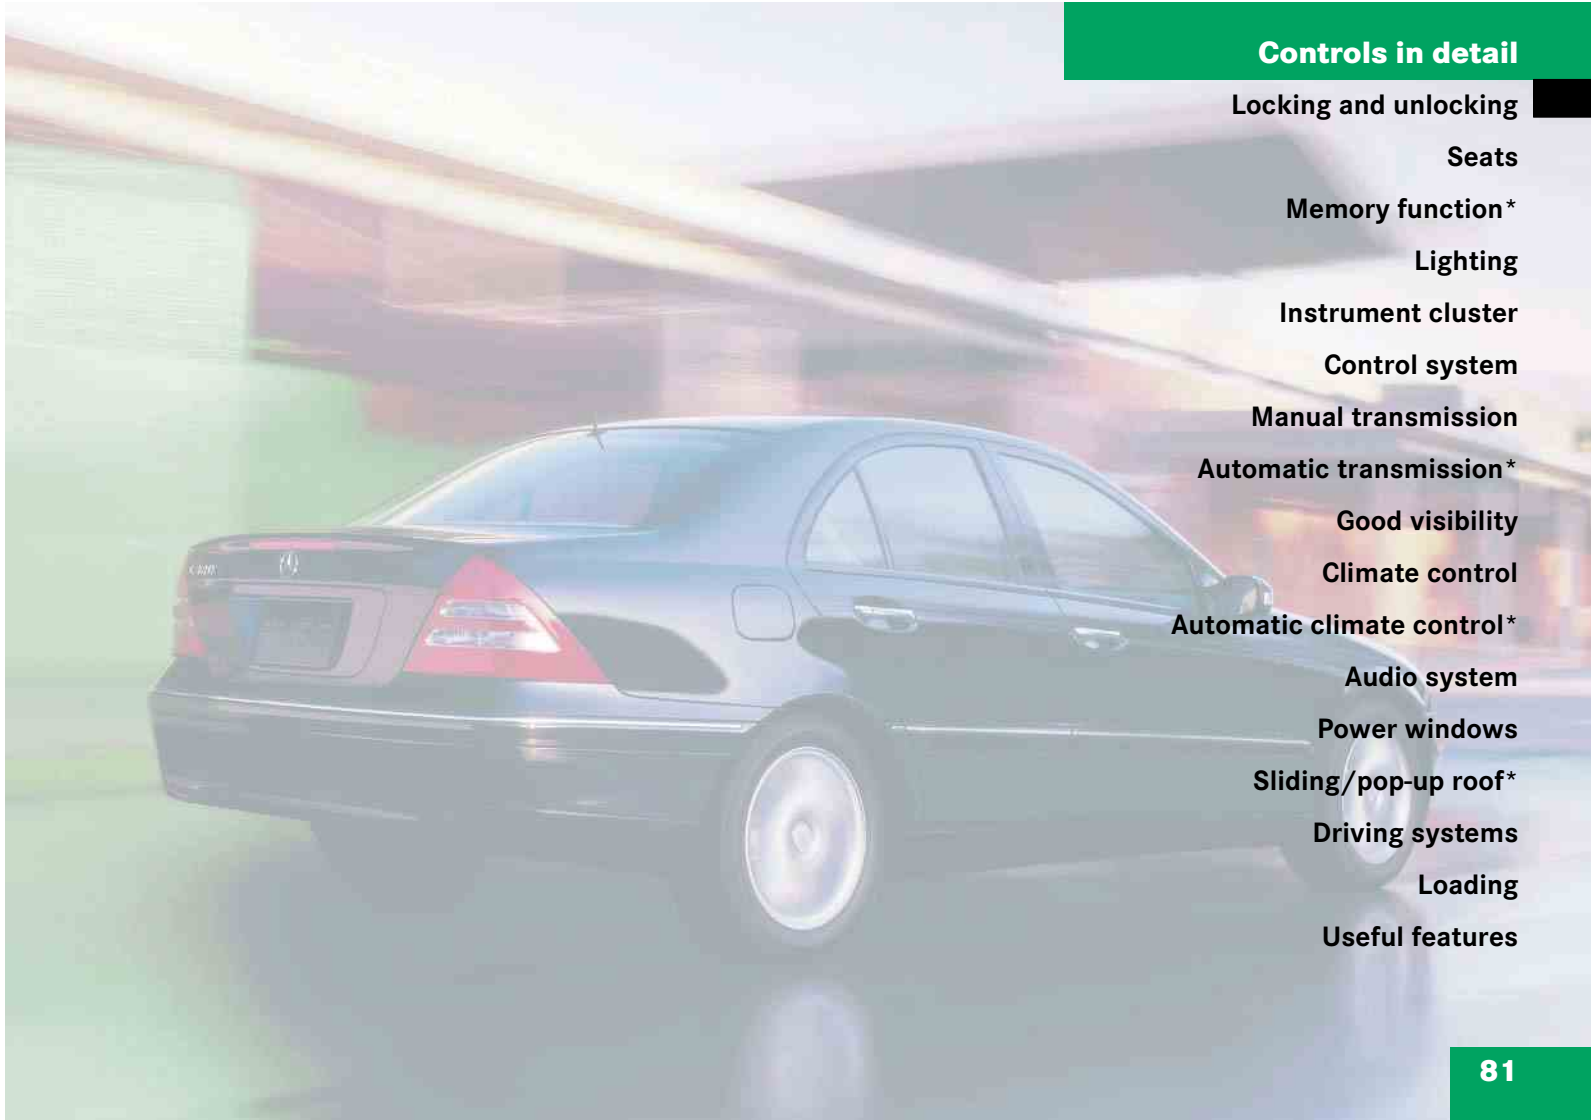 Controls in detail
Locking and unlocking
Seats
Memory function*
Lighting
Instrument cluster
Control system
Manual transmission
Automatic transmission*
Good visibility
Climate control
Automatic climate control*
Audio system
Power windows
Sliding/pop-up roof*
Driving systems
Loading
Useful features
81